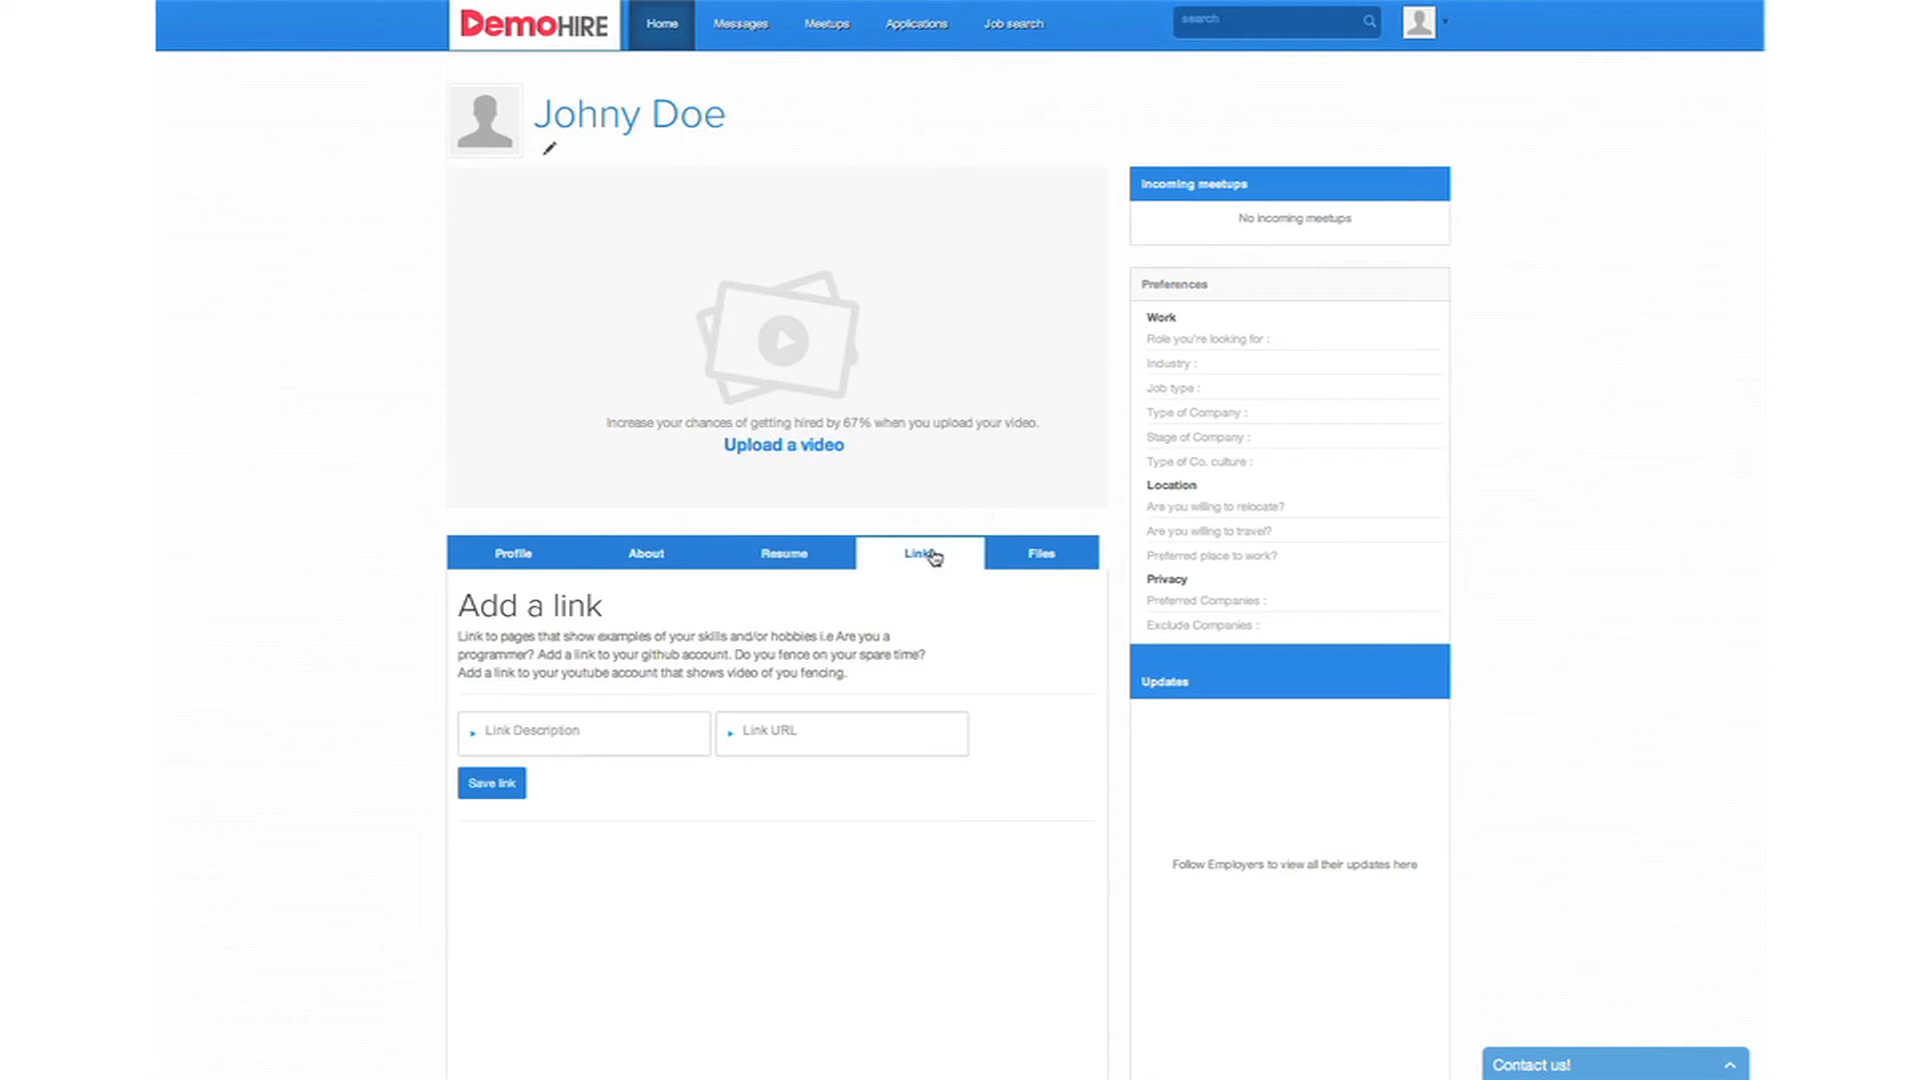 DemoHIRE
Home
Messages
Meetups
Applications
Job search
search
Johny Doe
Increase your chances of getting hired by 67% when you upload your video.
Upload a video
Profile
About
Resume
Files
Add a link
Link to pages that show examples of your skills and/or hobbies i.e Are you a
programmer? Add a link to your github account. Do you fence on your spare time?
Add a link to your youtube account that shows video of you fencing.
Link Description
Link URL
Save link
Incoming meetups
No incoming meetups
Preferences
Work
Role you're looking for :
Industry :
Job type :
Type of Company :
Stage of Company :
Type of Co. culture :
Location
Are you willing to relocate?
Are you willing to travel?
Preferred place to work?
Privacy
Preferred Companies :
Exclude Companies :
Updates
Follow Employers to view all their updates here
Contact us!